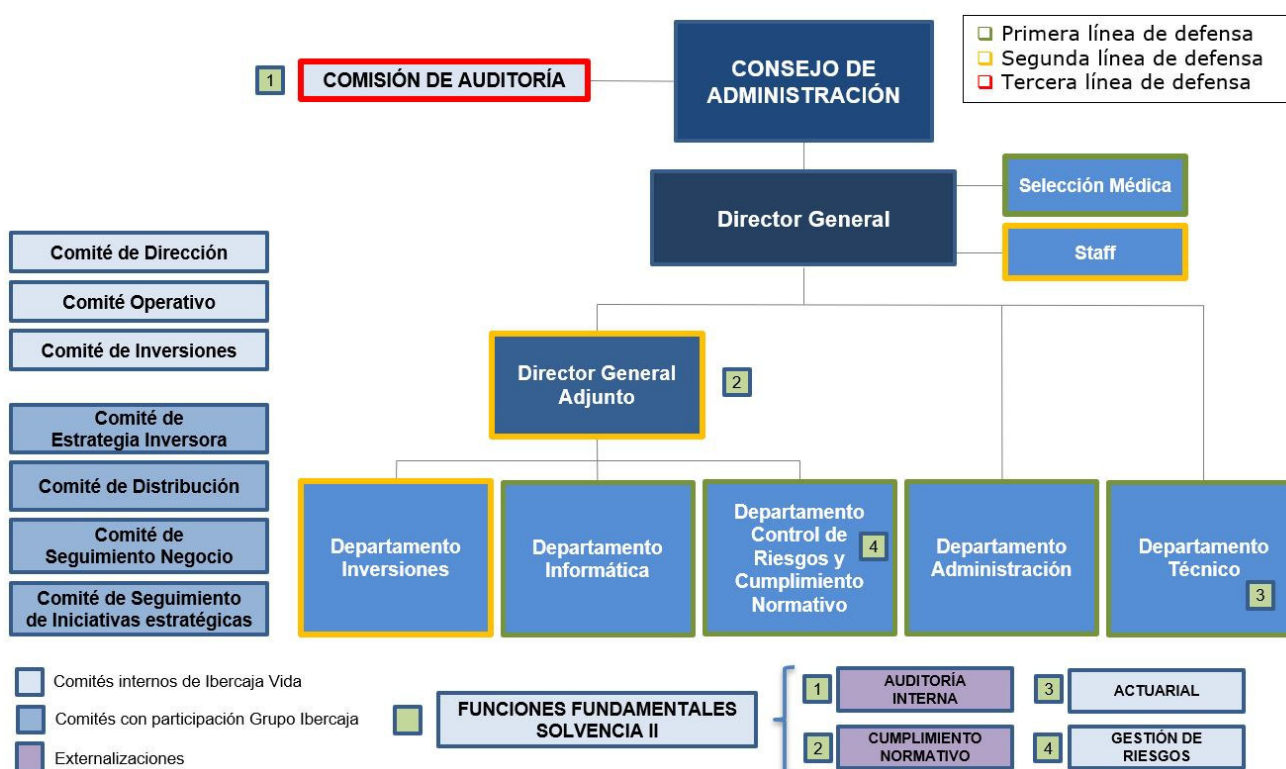 Primera línea de defensa
Segunda línea de defensa
Tercera línea de defensa
1
COMISIÓN DE AUDITORÍA
CONSEJO DE
ADMINISTRACIÓN
Director General
Selección Médica
Staff
Comité de Dirección
Comité Operativo
Comité de Inversiones
Comité de
Estrategia Inversora
Comité de Distribución
Comité de
Seguimiento Negocio
Comité de Seguimiento
de Iniciativas estratégicas
Director General
Adjunto
2
Departamento
Inversiones
Departamento
Informática
Departamento
Control de
Riesgos y
Cumplimiento
Normativo
4
Departamento
Administración
Departamento
Técnico
3
Comités internos de Ibercaja Vida
Comités con participación Grupo Ibercaja
Externalizaciones
FUNCIONES FUNDAMENTALES
SOLVENCIA II
1
AUDITORÍA
INTERNA
2
CUMPLIMIENTO
NORMATIVO
3
ACTUARIAL
4
GESTIÓN DE
RIESGOS